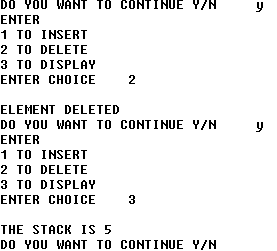 DO YOU WANT TO CONTINUE Y/N     y
ENTER
1 TO INSERT
2 TO DELETE
3 TO DISPLAY
ENTER CHOICE    2
ELEMENT DELETED
DO YOU WANT TO CONTINUE Y/N     y
ENTER
1 TO INSERT
2 TO DELETE
3 TO DISPLAY
ENTER CHOICE    3
THE STACK IS 5
DO YOU WANT TO CONTINUE Y/N